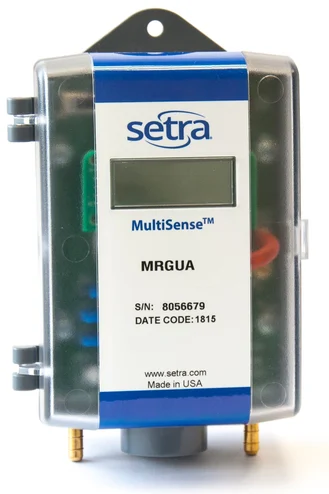 setra
MultiSense™
MRGUA
S/N: 8056679
DATE CODE:1815
www.setra.com
Made in USA